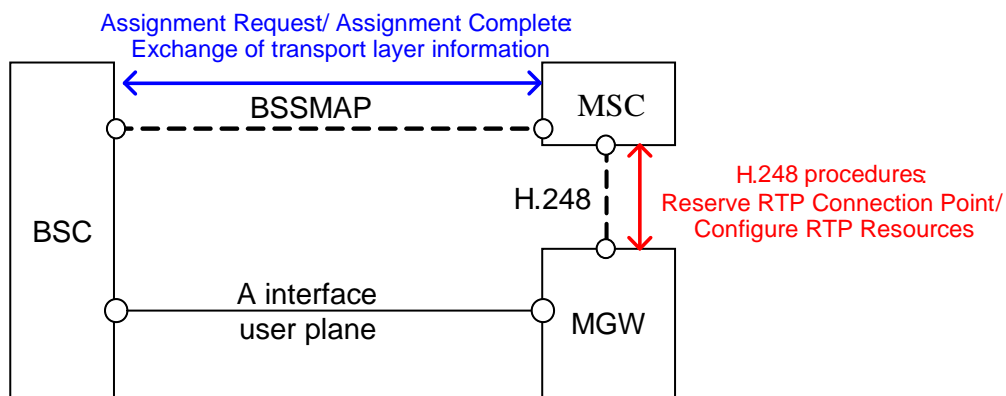 Assignment Request/ Assignment Complete:
Exchange of transport layer information
BSSMAP
MSC
H.248 procedures:
Reserve RTP Connection Point/
Configure RTP Resources
H.248
BSC
A interface
user plane
MGW